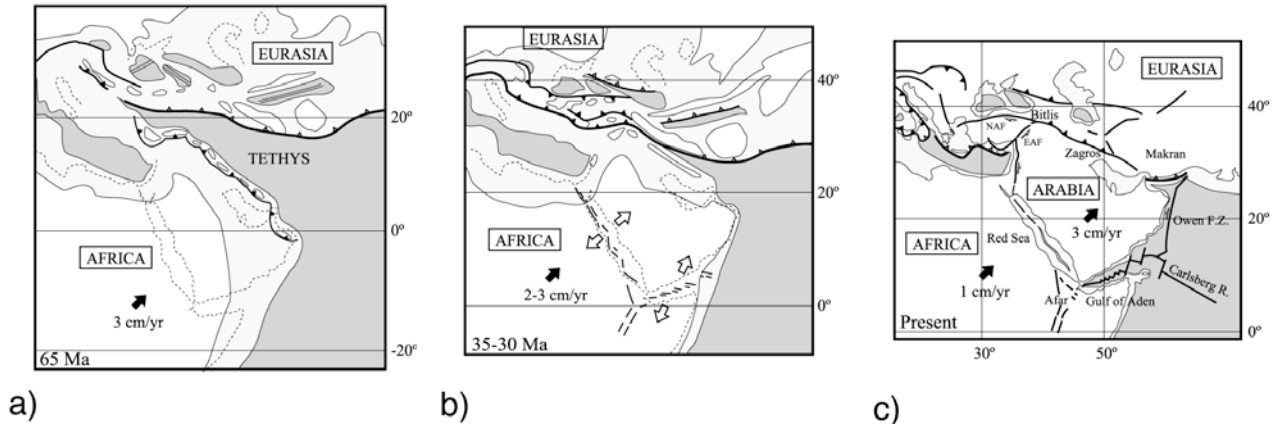 EURASIA
20º
TETHYS
0º
AFRICA
3 cm/yr
65 Ma
-20º
a)
EURASIA
40º
20º
AFRICA
2-3 cm/yr
0º
35-30 Ma
b)
EURASIA
40º
Bitlis
NAF
EAF
Zagros
Makran
ARABIA
3 cm/yr
20º
Owen F.Z.
AFRICA
Red Sea
1 cm/yr
Carlsberg R.
Afar
Gulf of Aden
Present
0º
30º
50º
c)